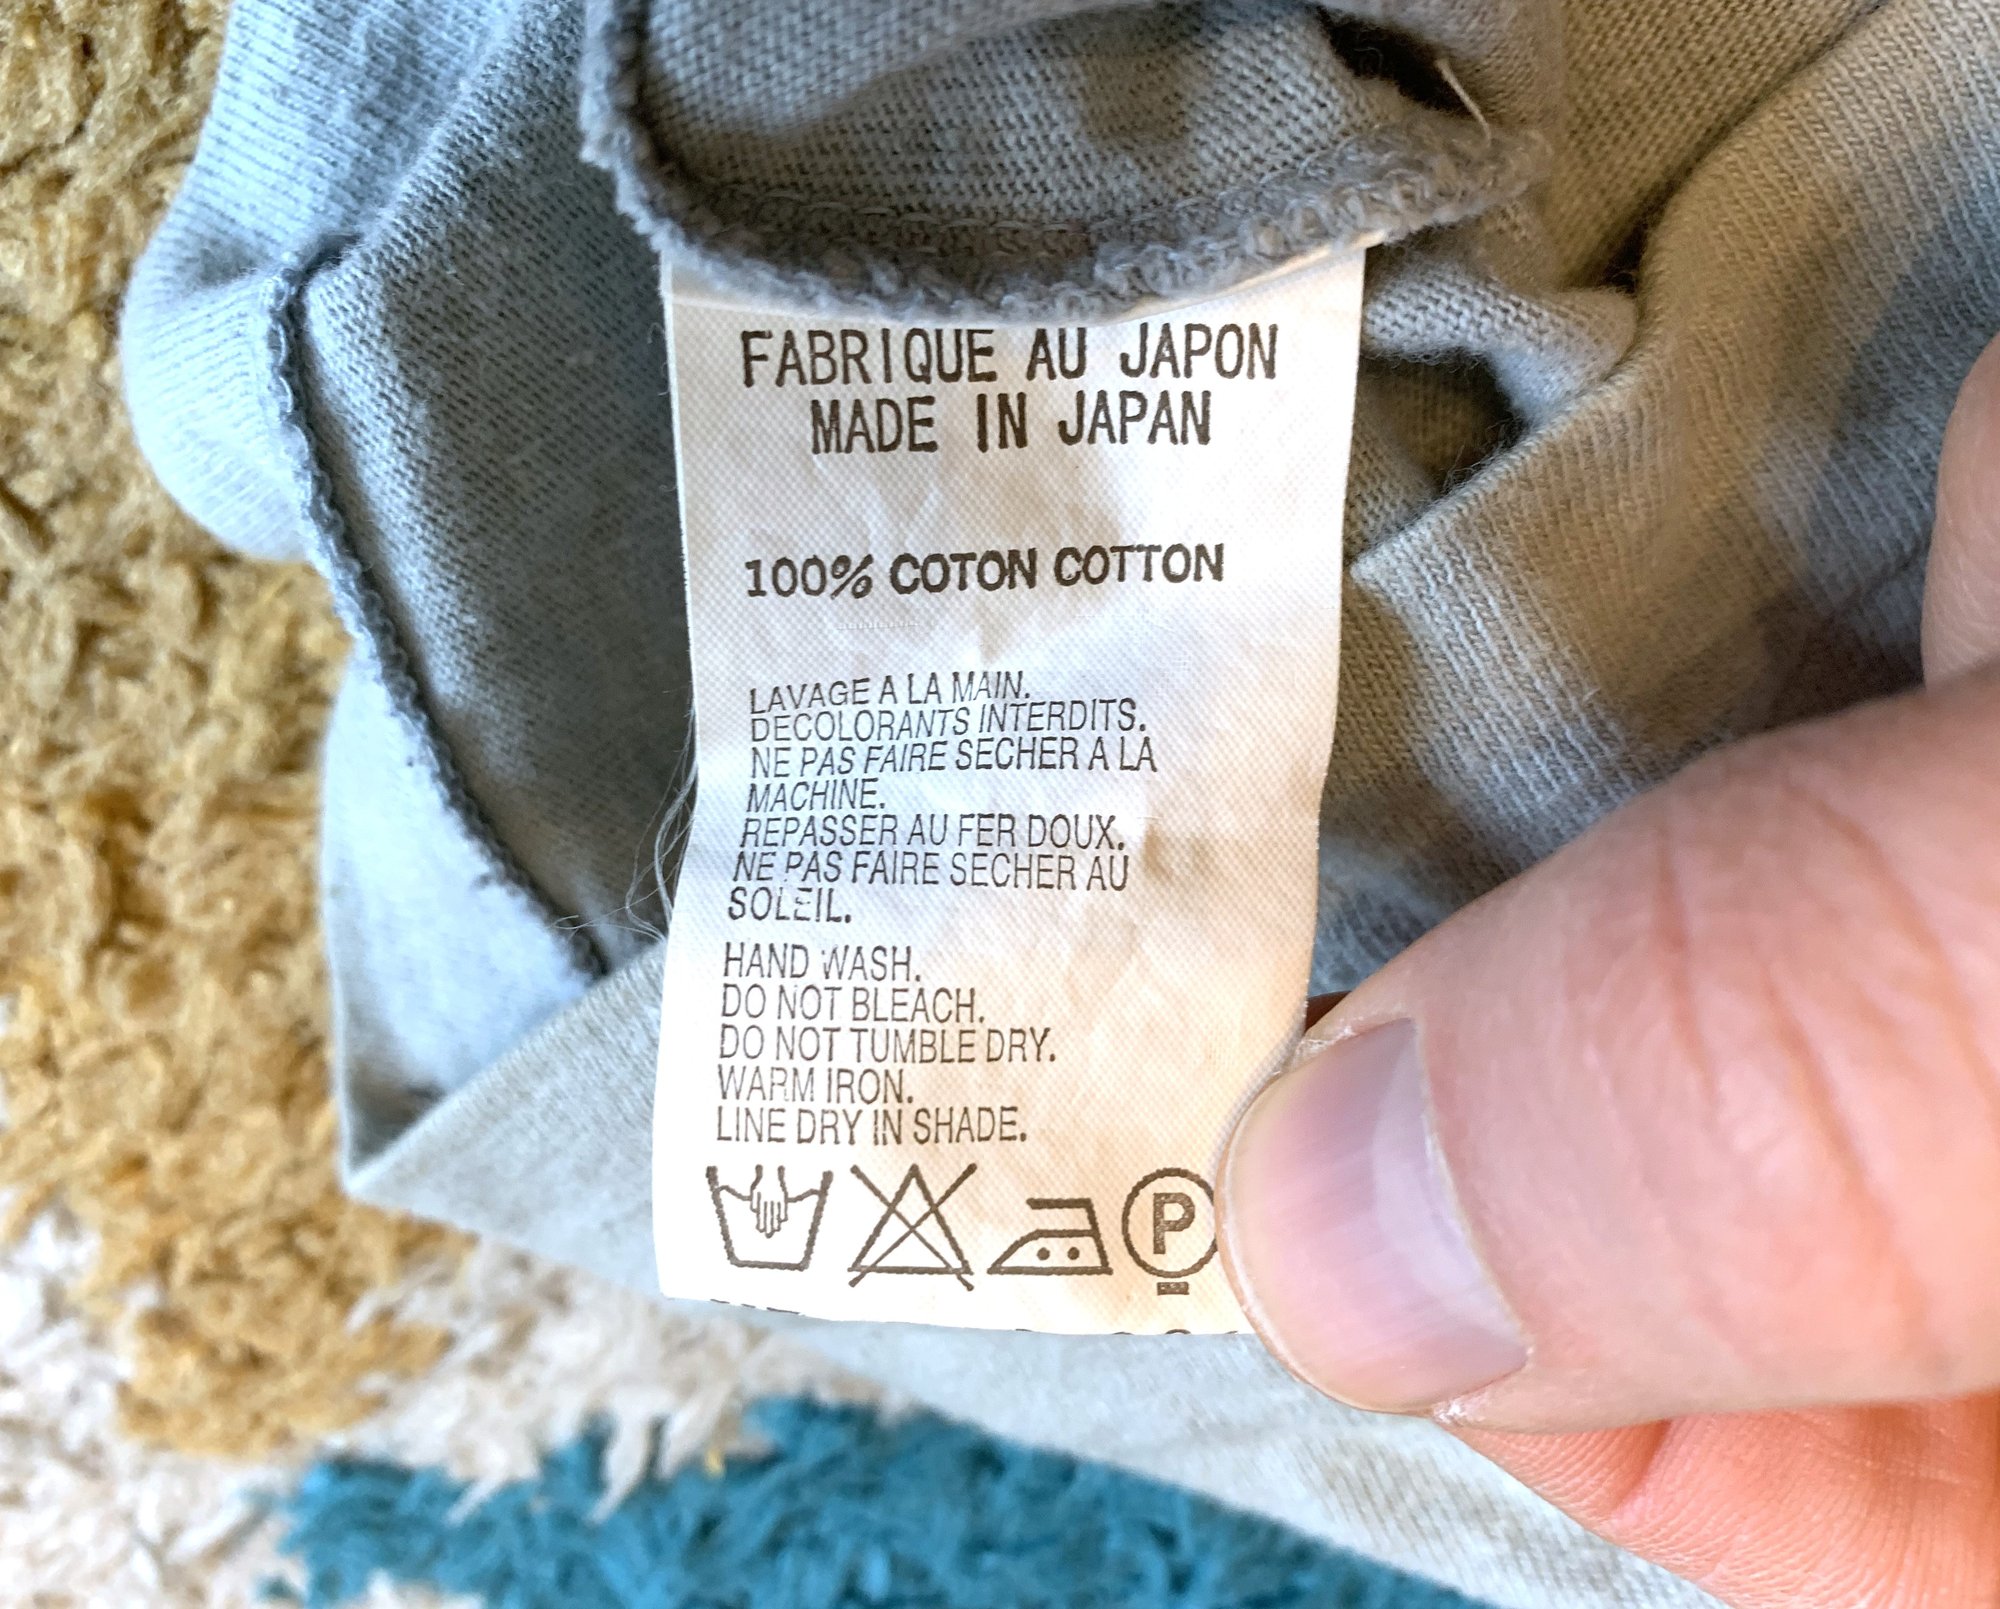 FABRIQUE AU JAPON
MADE IN JAPAN
100% COTON COTTON
LAVAGE A LA MAIN.
DECOLORANTS INTERDITS.
NE PAS FAIRE SECHER A LA
MACHINE.
REPASSER AU FER DOUX.
NE PAS FAIRE SECHER AU
SOLEIL.
HAND WASH.
DO NOT BLEACH.
DO NOT TUMBLE DRY.
WARM IRON.
LINE DRY IN SHADE.
P